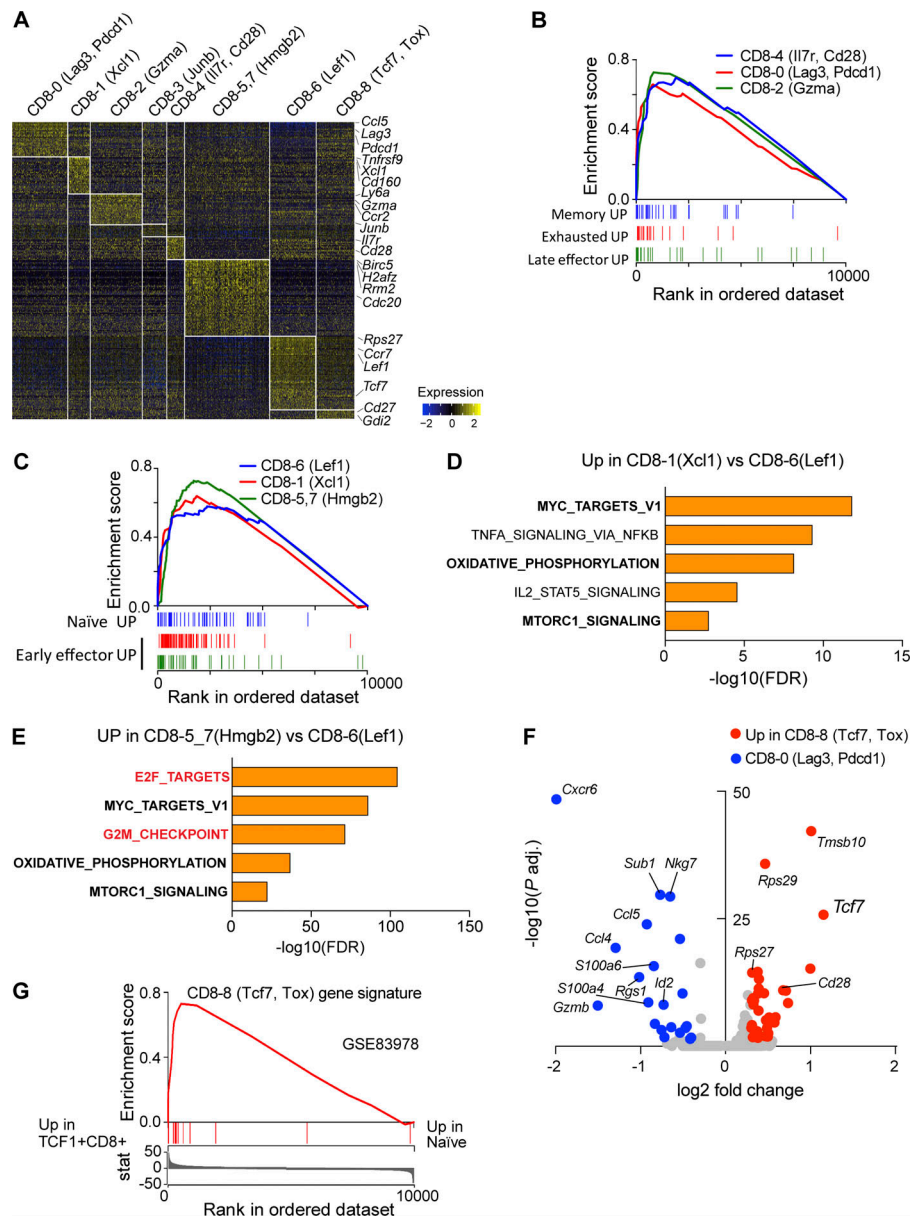 A
CD8-0 (Lag3, Pdcd1)
CD8-1 (Xcl1)
CD8-2 (Gzma)
CD8-3 (Junb)
CD8-4 (Il7r, Cd28)
CD8-5,7 (Hmgb2)
CD8-6 (Lef1)
CD8-8 (Tcf7, Tox)
Ccl5
Lag3
Pdcd1
Tnfrsf9
Xcl1
Cd160
Ly6a
Gzma
Ccr2
Junb
Il7r
Cd28
Birc5
H2afz
Rrm2
Cdc20
Rps27
Ccr7
Lef1
Tcf7
Cd27
Gdi2
Expression
−2 0 2
B
CD8-4 (Il7r, Cd28)
CD8-0 (Lag3, Pdcd1)
CD8-2 (Gzma)
Enrichment score
0.8
0.4
0.0
Memory UP
Exhausted UP
Late effector UP
0 10000
Rank in ordered dataset
C
CD8-6 (Lef1)
CD8-1 (Xcl1)
CD8-5,7 (Hmgb2)
Enrichment score
0.8
0.4
0.0
Naïve UP
Early effector UP
0 10000
Rank in ordered dataset
D
Up in CD8-1(Xcl1) vs CD8-6(Lef1)
MYC_TARGETS_V1
TNFA_SIGNALING_VIA_NFKB
OXIDATIVE_PHOSPHORYLATION
IL2_STAT5_SIGNALING
MTORC1_SIGNALING
0 5 10 15
-log10(FDR)
E
UP in CD8-5_7(Hmgb2) vs CD8-6(Lef1)
E2F_TARGETS
MYC_TARGETS_V1
G2M_CHECKPOINT
OXIDATIVE_PHOSPHORYLATION
MTORC1_SIGNALING
0 50 100 150
-log10(FDR)
F
Up in CD8-8 (Tcf7, Tox)
CD8-0 (Lag3, Pdcd1)
50
25
-log10(P adj.)
Cxcr6
Tmsb10
Sub1
Nkg7
Rps29
Tcf7
Ccl5
Ccl4
Rps27
S100a6
Cd28
Rgs1
Id2
S100a4
Gzmb
-2 -1 0 1 2
log2 fold change
G
CD8-8 (Tcf7, Tox) gene signature
GSE83978
Enrichment score
0.8
0.4
0.0
Up in
TCF1+CD8+
Up in
Naïve
stat
50
0
-50
0 10000
Rank in ordered dataset